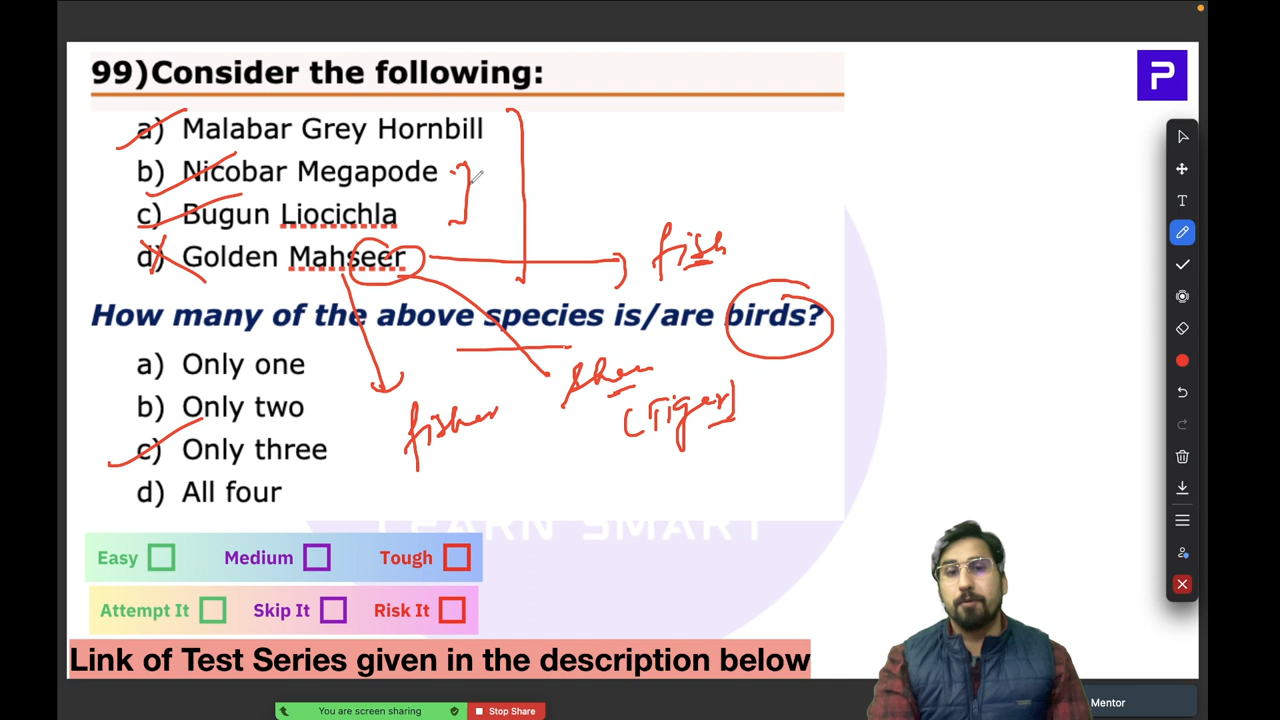 99)Consider the following:
a) Malabar Grey Hornbill
b) Nicobar Megapode
c) Bugun Liocichla
d) Golden Mahseer
fish
How many of the above species is/are birds?
a) Only one
b) Only two
c) Only three
d) All four
fisher
(Tiger)
LEARN SMART
Easy Medium Tough
Attempt It Skip It Risk It
Link of Test Series given in the description below
You are screen sharing Stop Share
Mentor
P
T